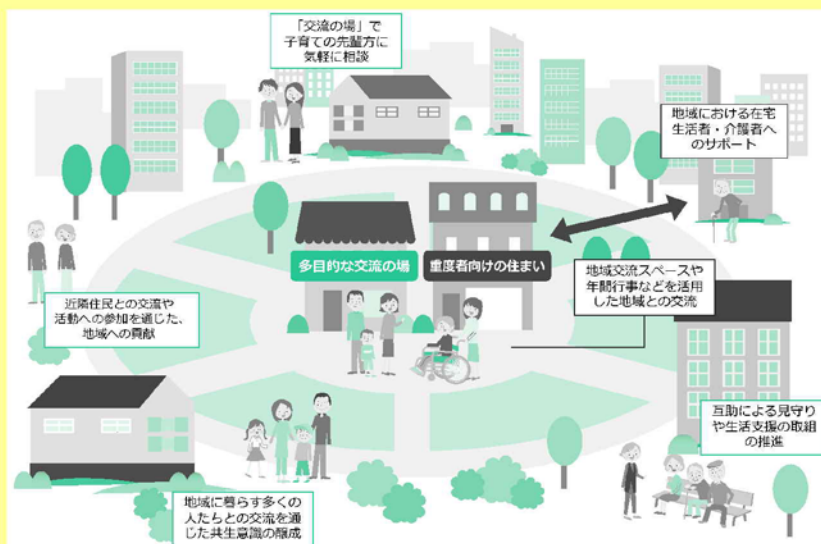 「交流の場」で
子育ての先輩方に
気軽に相談
地域における在宅
生活者・介護者へ
のサポート
多目的な交流の場
重度者向けの住まい
地域交流スペースや
年間行事などを活用
した地域との交流
近隣住民との交流や
活動への参加を通じた、
地域への貢献
互助による見守り
や生活支援の取組
の推進
地域に暮らす多くの
人たちとの交流を通
じた共生意識の醸成